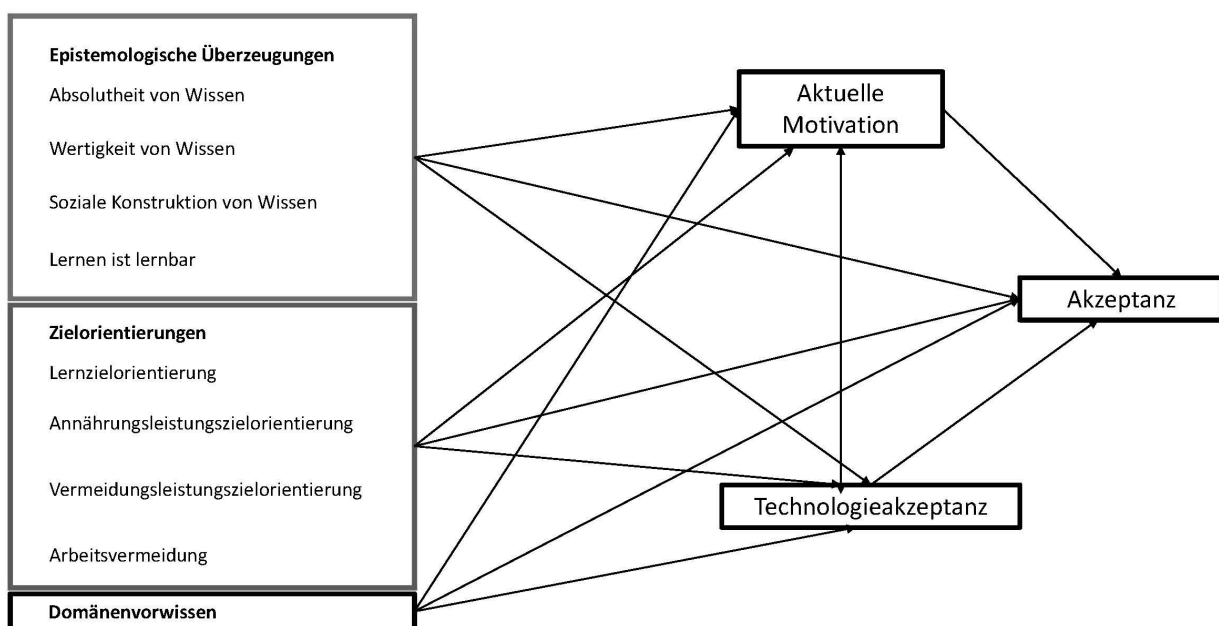 Epistemologische Überzeugungen
Absolutheit von Wissen
Wertigkeit von Wissen
Soziale Konstruktion von Wissen
Lernen ist lernbar
Zielorientierungen
Lernzielorientierung
Annährungsleistungszielorientierung
Vermeidungsleistungszielorientierung
Arbeitsvermeidung
Domänenvorwissen
Aktuelle
Motivation
Akzeptanz
Technologieakzeptanz